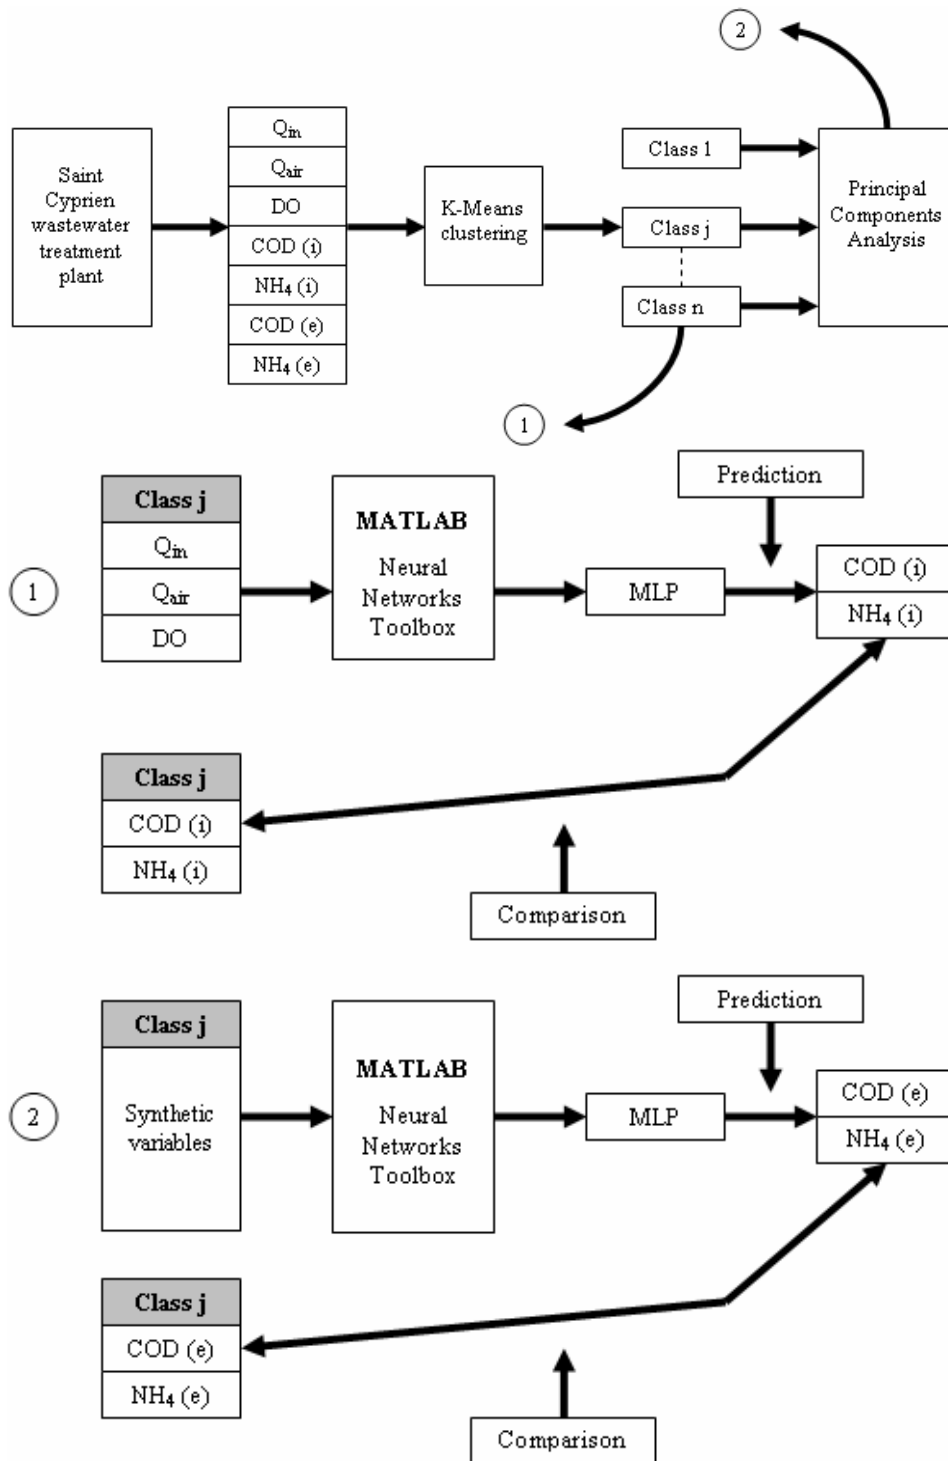 2
Saint
Cyprien
wastewater
treatment
plant
Qin
Qair
DO
COD (i)
NH4 (i)
COD (e)
NH4 (e)
K-Means
clustering
Class 1
Class j
Class n
Principal
Components
Analysis
1
Prediction
1
Class j
Qin
Qair
DO
MATLAB
Neural
Networks
Toolbox
MLP
COD (i)
NH4 (i)
Class j
COD (i)
NH4 (i)
Comparison
Prediction
2
Class j
Synthetic
variables
MATLAB
Neural
Networks
Toolbox
MLP
COD (e)
NH4 (e)
Class j
COD (e)
NH4 (e)
Comparison